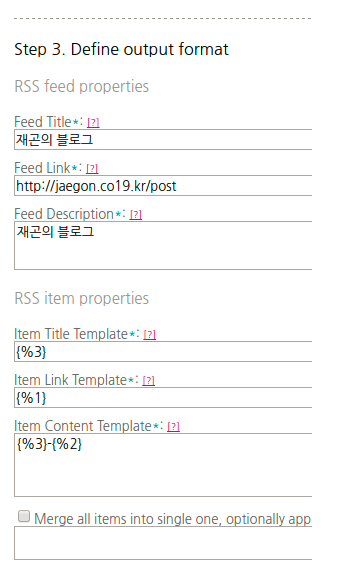 Step 3. Define output format
RSS feed properties
Feed Title*: [?]
재곤의 블로그
Feed Link*: [?]
http://jaegon.co19.kr/post
Feed Description*: [?]
재곤의 블로그
RSS item properties
Item Title Template*: [?]
{%3}
Item Link Template*: [?]
{%1}
Item Content Template*: [?]
{%3}-{%2}
Merge all items into single one, optionally app